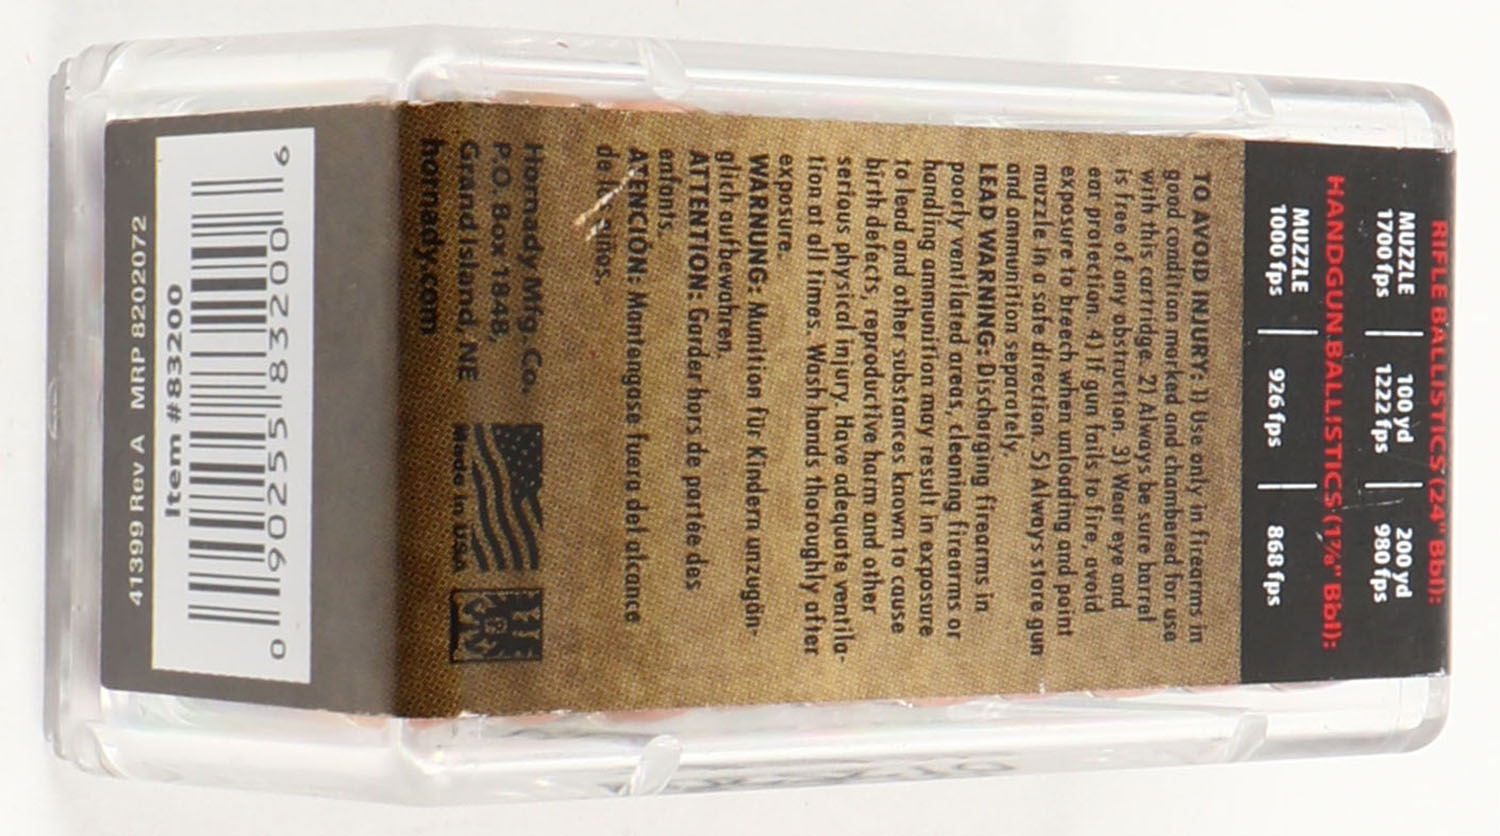 RIFLE BALLISTICS (24" Bbl):
MUZZLE 100 yd 200 yd
1700 fps 1222 fps 980 fps
HANDGUN BALLISTICS (1⅞" Bbl):
MUZZLE
1000 fps 926 fps 868 fps
TO AVOID INJURY: 1) Use only in firearms in
good condition marked and chambered for use
with this cartridge. 2) Always be sure barrel
is free of any obstruction. 3) Wear eye and
ear protection. 4) If gun fails to fire, avoid
exposure to breech when unloading and point
muzzle in a safe direction. 5) Always store gun
and ammunition separately.
LEAD WARNING: Discharging firearms in
poorly ventilated areas, cleaning firearms or
handling ammunition may result in exposure
to lead and other substances known to cause
birth defects, reproductive harm and other
serious physical injury. Have adequate ventila-
tion at all times. Wash hands thoroughly after
exposure.
WARNUNG: Munition für Kindern unzugän-
glich aufbewahren.
ATTENTION: Garder hors de partée des
enfants.
ATENCIÓN: Mantengase fuera del alcance
de niños.
Hornady Mfg. Co.
P.O. Box 1848,
Grand Island, NE
hornady.com
Made in USA
0 90255 83200 6
Item #83200
41399 Rev A MRP 8202072